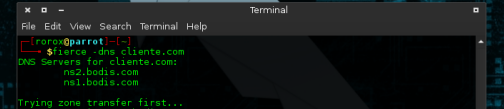 Terminal
File Edit View Search Terminal Help
[rorox@parrot]-[~]
$fierce -dns cliente.com
DNS Servers for cliente.com:
ns2.bodis.com
ns1.bodis.com
Trying zone transfer first...